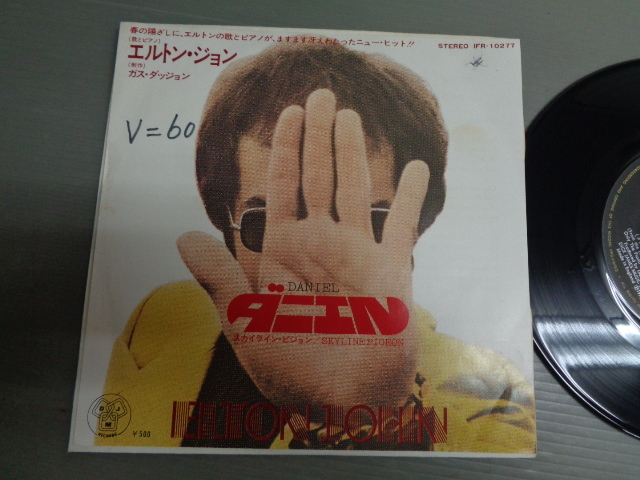 春の陽ざしに、エルトンの歌とピアノが、ますます冴えわたったニュー・ヒット!!
STEREO IFR-10277
(歌とピアノ)
エルトン・ジョン
(制作)
ガス・ダッジョン
V=60
DANIEL
ダニエル
スカイライン・ピジョン/SKYLINE PIGEON
ELTON JOHN
DJM
RECORDS
¥500